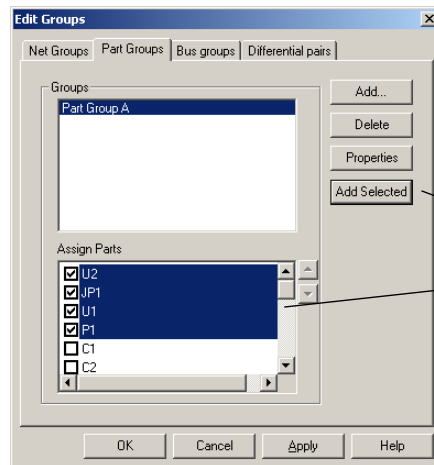 Edit Groups
Net Groups
Part Groups
Bus groups
Differential pairs
Groups
Part Group A
Add...
Delete
Properties
Add Selected
Assign Parts
U2
JP1
U1
P1
C1
C2
OK
Cancel
Apply
Help